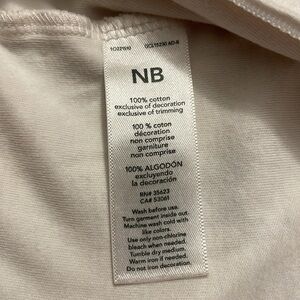 NB
100% cotton
exclusive of decoration
exclusive of trimming
100 % coton
décoration
non comprise
garniture
non comprise
100% ALGODÓN
excluyendo
la decoración
RN# 35623
CA# 53061
Wash before use.
Turn garment inside out.
Machine wash cold with
like colors.
Use only non-chlorine
bleach when needed.
Tumble dry medium.
Warm iron if needed.
Do not iron decoration.